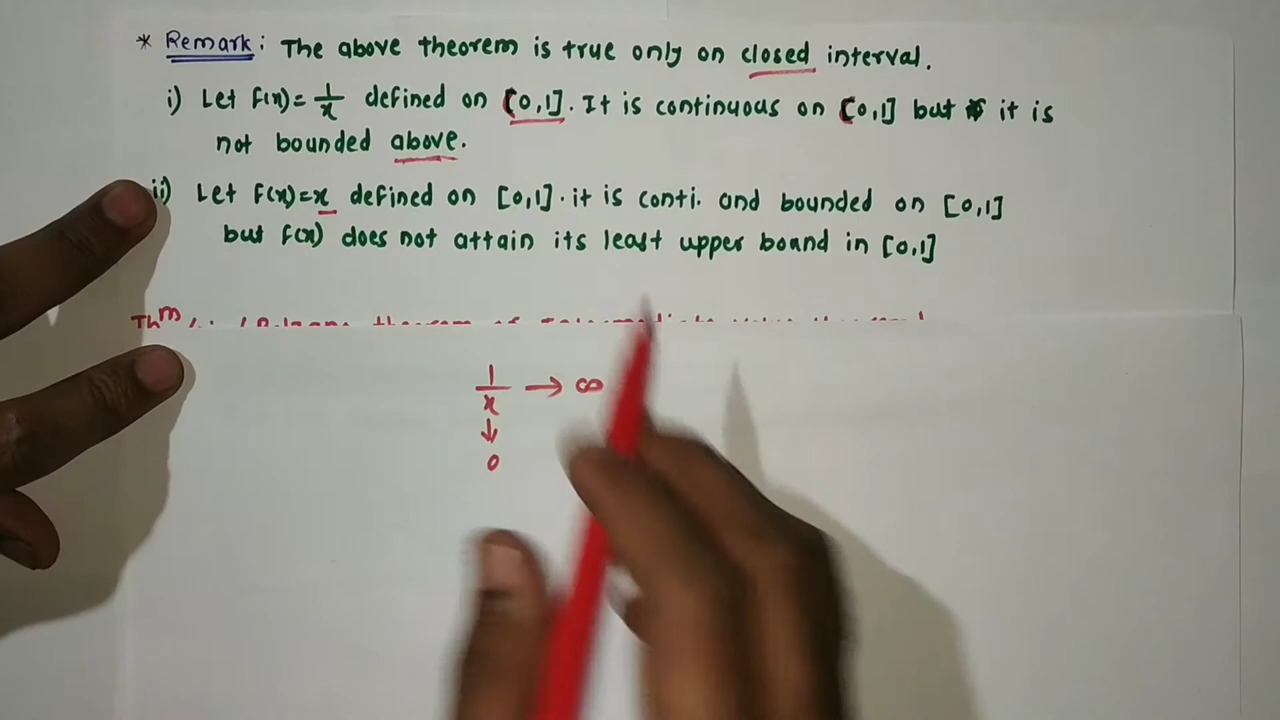 * Remark: The above theorem is true only on closed interval.
i) Let f(x)= 1/x defined on (0,1]. It is continuous on (0,1] but it is
not bounded above.
ii) Let f(x)=x defined on [0,1]. it is conti. and bounded on [0,1]
but f(x) does not attain its least upper bound in [0,1]
Thm
theorem
1/x → ∞
↓
0